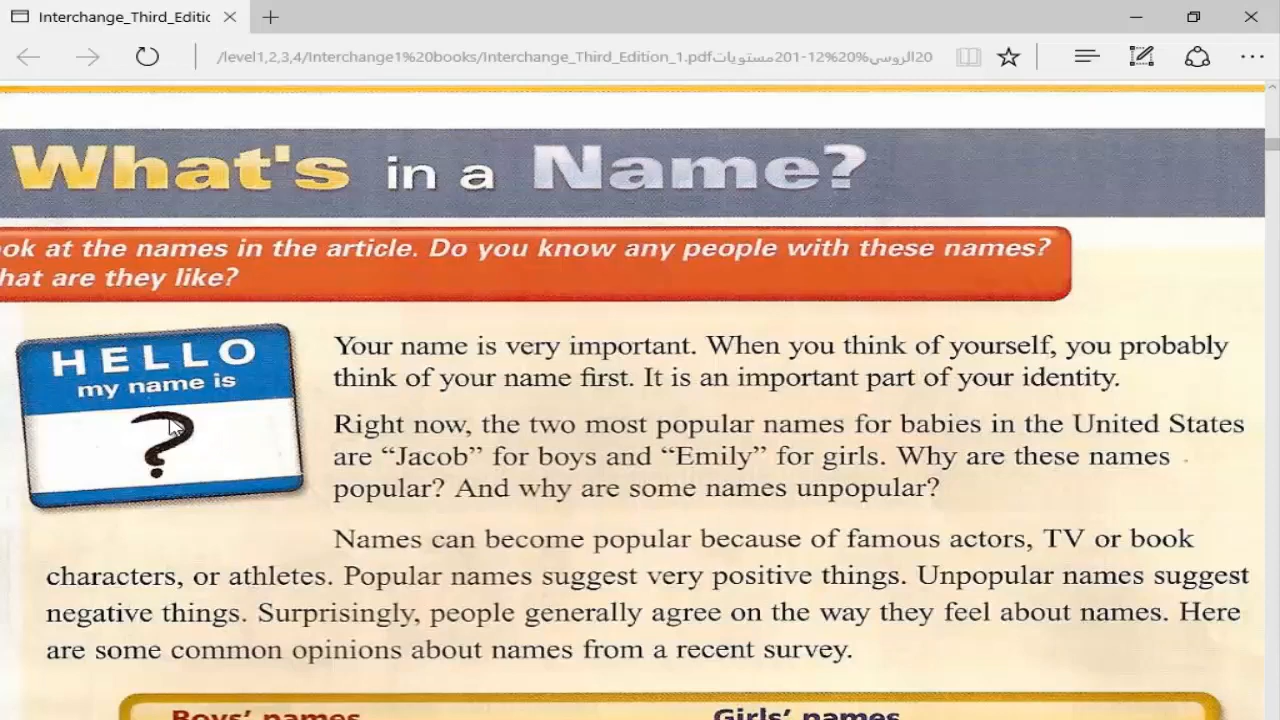 Interchange_Third_Editic
/level1,2,3,4/Interchange1%20books/Interchange_Third_Edition_1.pdfمستويات201-12%20%الروسي20
What's in a Name?
ook at the names in the article. Do you know any people with these names?
hat are they like?
HELLO
my name is
?
Your name is very important. When you think of yourself, you probably
think of your name first. It is an important part of your identity.
Right now, the two most popular names for babies in the United States
are “Jacob” for boys and “Emily” for girls. Why are these names
popular? And why are some names unpopular?
Names can become popular because of famous actors, TV or book
characters, or athletes. Popular names suggest very positive things. Unpopular names suggest
negative things. Surprisingly, people generally agree on the way they feel about names. Here
are some common opinions about names from a recent survey.
Boys’ names
Girls’ names